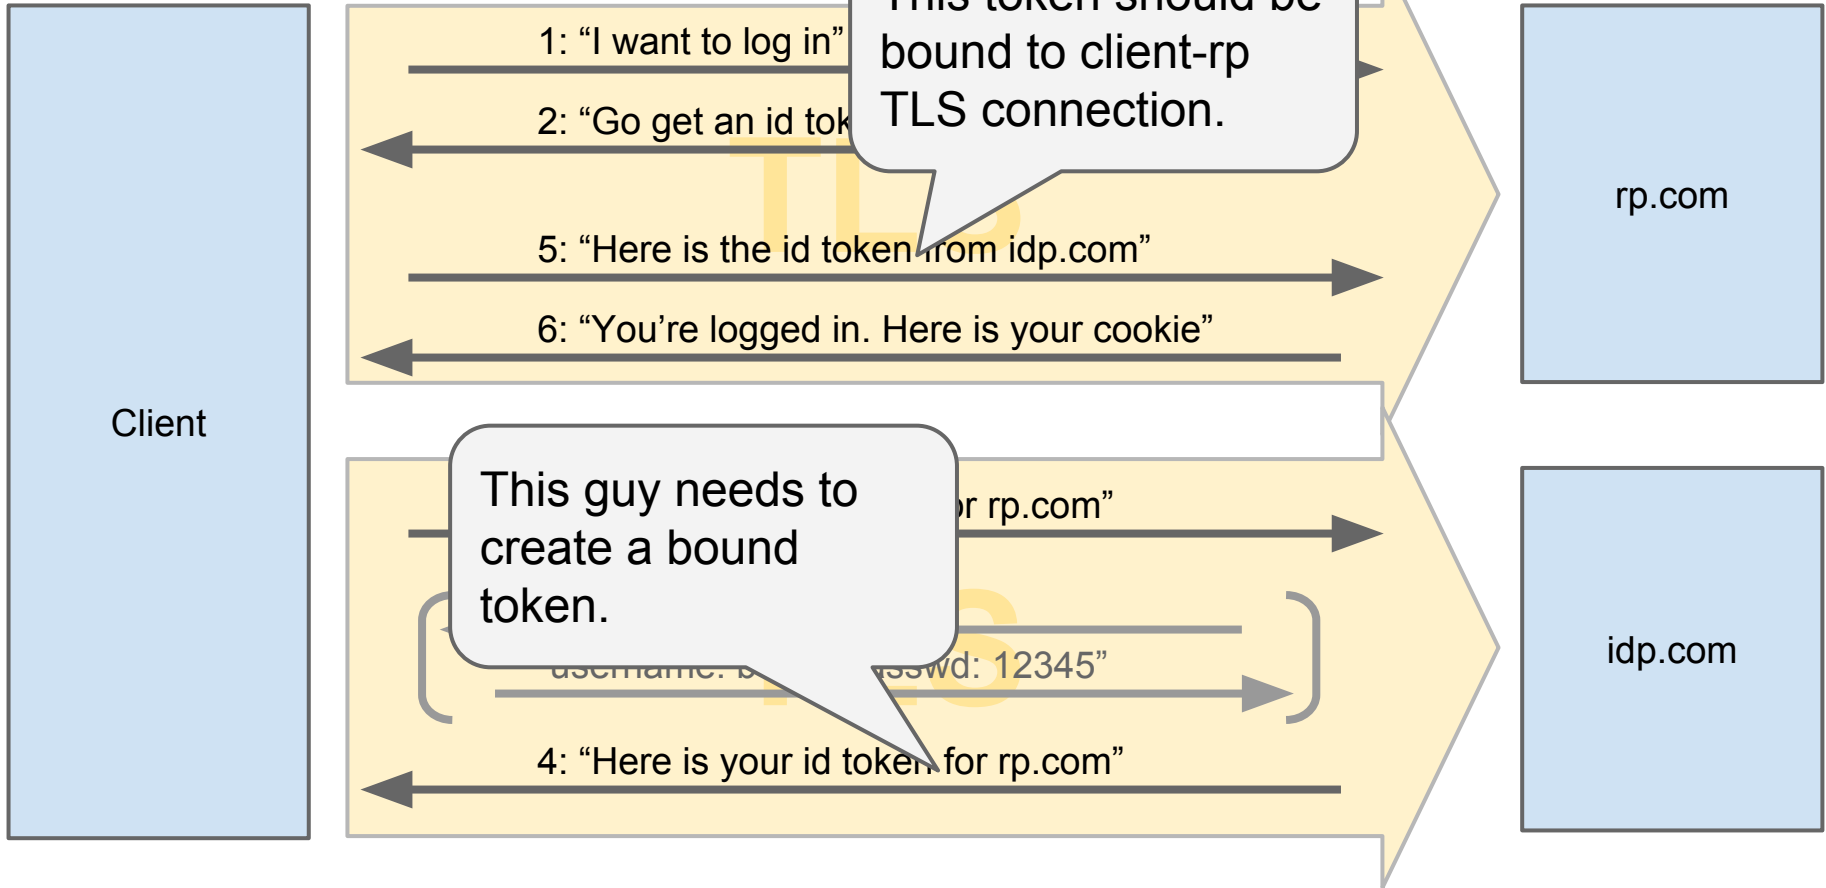 This token should be
bound to client-rp
TLS connection.
1: “I want to log in”
2: “Go get an id
TLS
5: “Here is the id token from idp.com”
6: “You’re logged in. Here is your cookie”
rp.com
Client
This guy needs to
create a bound
token.
rp.com”
TLS
username: 12345”
4: “Here is your id token for rp.com”
idp.com